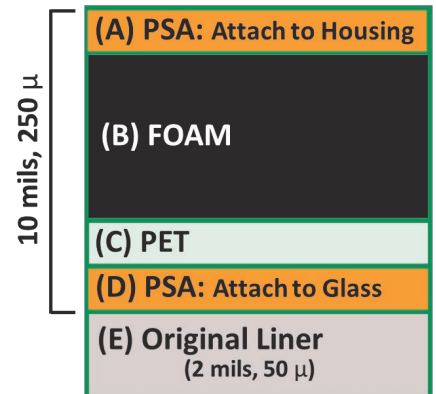 (A) PSA: Attach to Housing
10 mils, 250 μ
(B) FOAM
(C) PET
(D) PSA: Attach to Glass
(E) Original Liner
(2 mils, 50 μ)